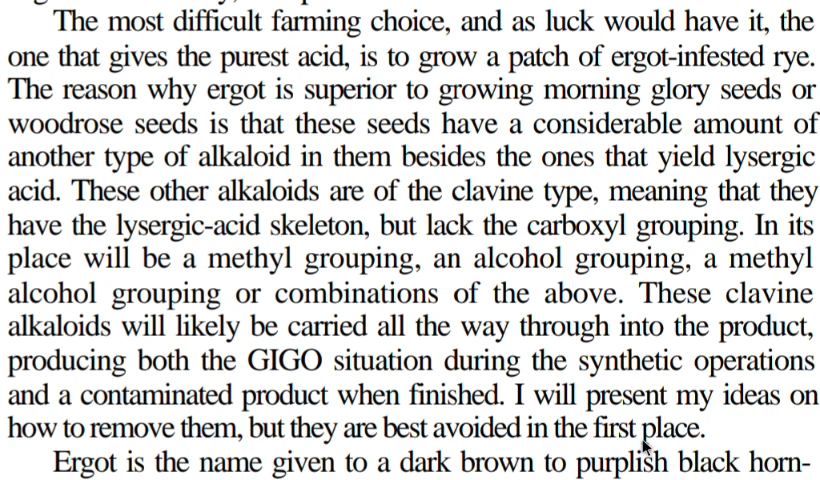 The most difficult farming choice, and as luck would have it, the
one that gives the purest acid, is to grow a patch of ergot-infested rye.
The reason why ergot is superior to growing morning glory seeds or
woodrose seeds is that these seeds have a considerable amount of
another type of alkaloid in them besides the ones that yield lysergic
acid. These other alkaloids are of the clavine type, meaning that they
have the lysergic-acid skeleton, but lack the carboxyl grouping. In its
place will be a methyl grouping, an alcohol grouping, a methyl
alcohol grouping or combinations of the above. These clavine
alkaloids will likely be carried all the way through into the product,
producing both the GIGO situation during the synthetic operations
and a contaminated product when finished. I will present my ideas on
how to remove them, but they are best avoided in the first place.
Ergot is the name given to a dark brown to purplish black horn-